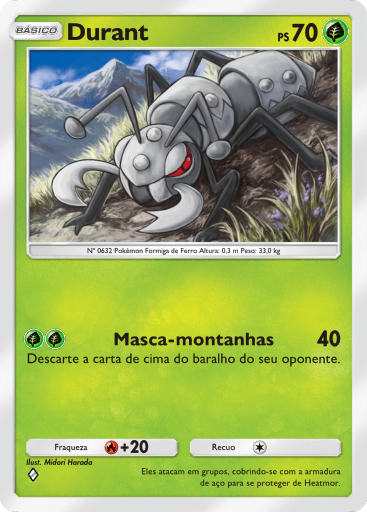 BÁSICO Durant PS 70
N° 0632 Pokémon Formiga de Ferro Altura: 0,3 m Peso: 33,0 kg
Masca-montanhas 40
Descarte a carta de cima do baralho do seu oponente.
Fraqueza +20 Recuo
Ilust. Midori Harada
Eles atacam em grupos, cobrindo-se com a armadura
de aço para se proteger de Heatmor.